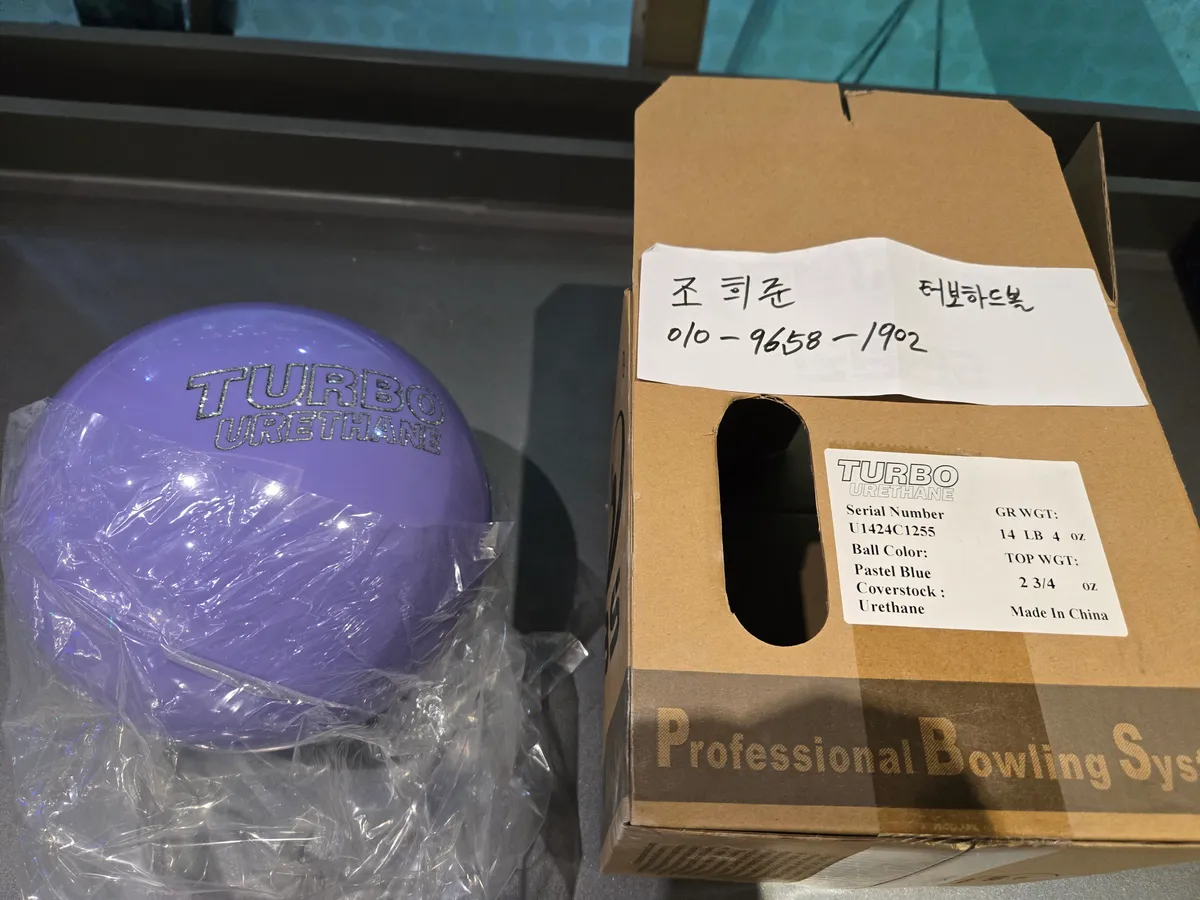 TURBO
URETHANE
조희준 터보하드볼
010-9658-1902
TURBO
URETHANE
Serial Number
U1424C1255
Ball Color:
Pastel Blue
Coverstock :
Urethane
GR WGT:
14 LB 4 oz
TOP WGT:
2 3/4 oz
Made In China
Professional Bowling Sys